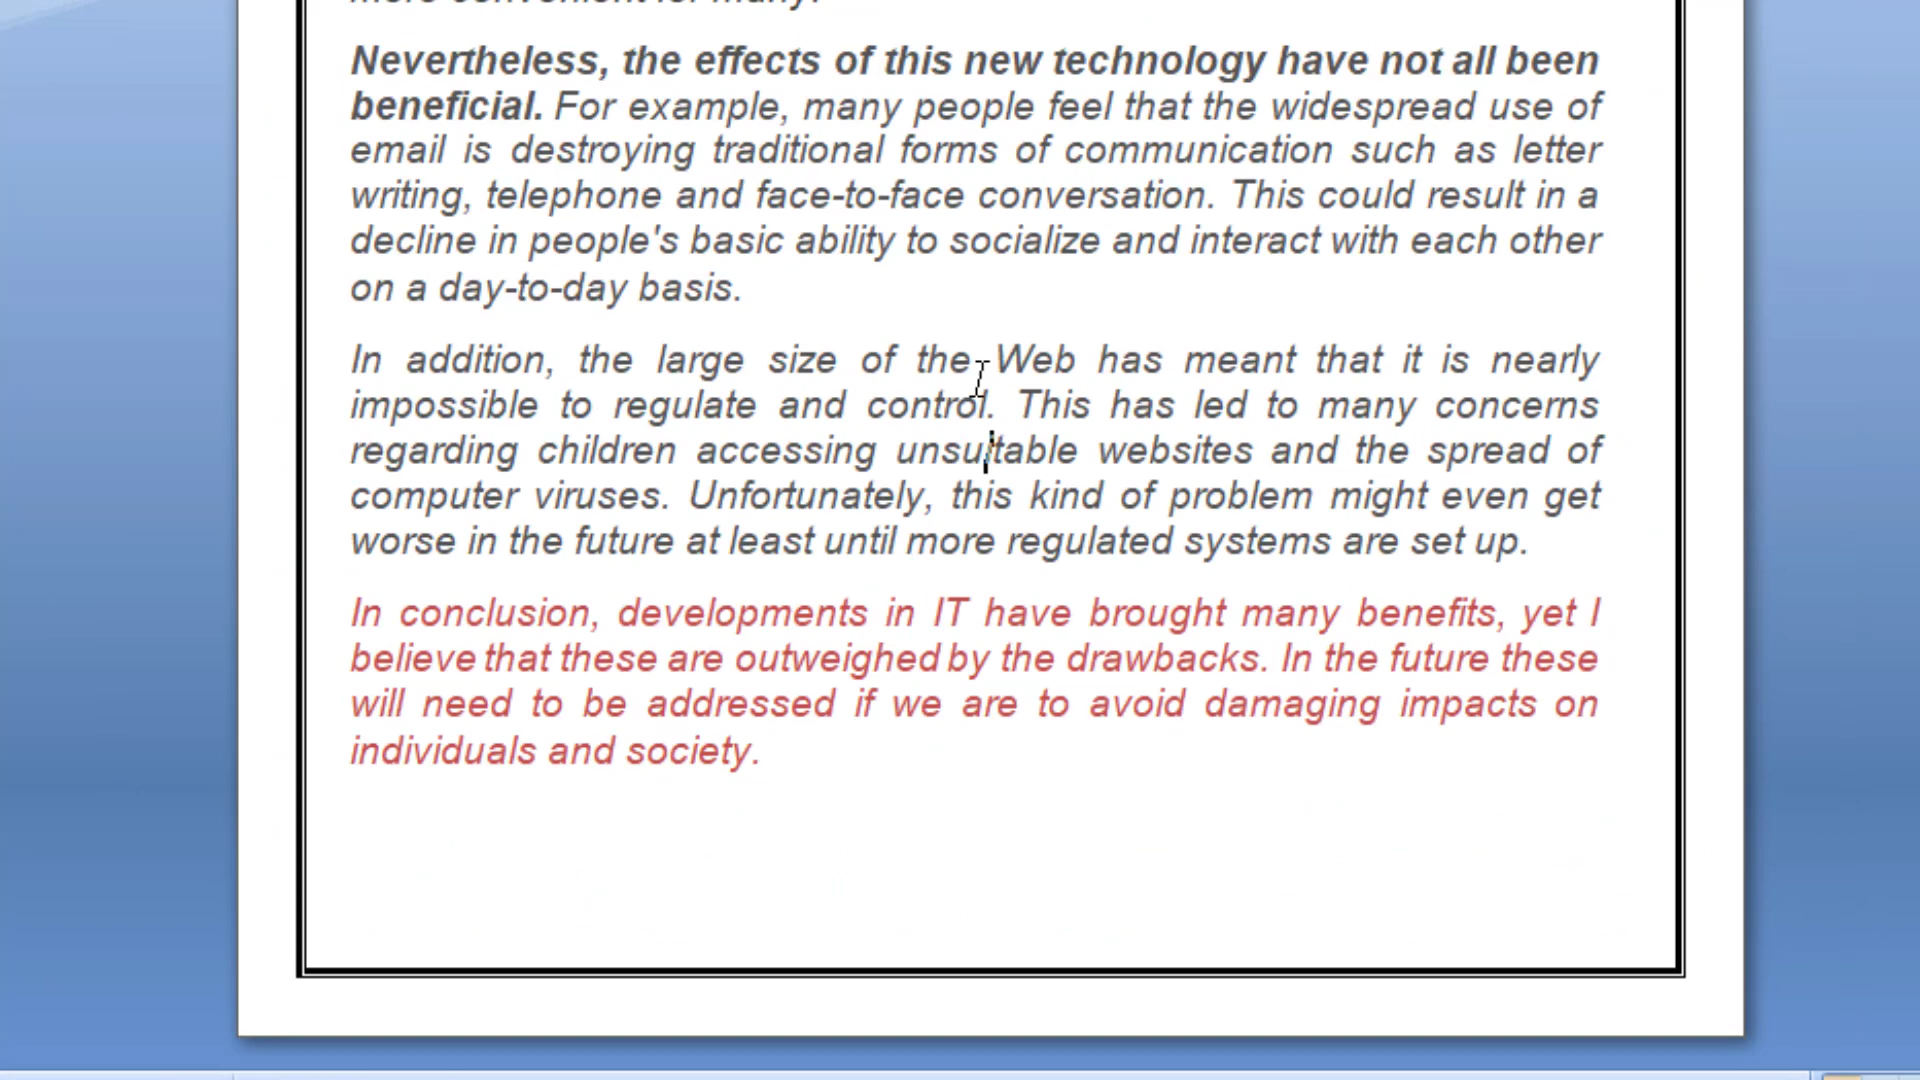 more convenient for many.
Nevertheless, the effects of this new technology have not all been
beneficial. For example, many people feel that the widespread use of
email is destroying traditional forms of communication such as letter
writing, telephone and face-to-face conversation. This could result in a
decline in people's basic ability to socialize and interact with each other
on a day-to-day basis.
In addition, the large size of the Web has meant that it is nearly
impossible to regulate and control. This has led to many concerns
regarding children accessing unsuitable websites and the spread of
computer viruses. Unfortunately, this kind of problem might even get
worse in the future at least until more regulated systems are set up.
In conclusion, developments in IT have brought many benefits, yet I
believe that these are outweighed by the drawbacks. In the future these
will need to be addressed if we are to avoid damaging impacts on
individuals and society.